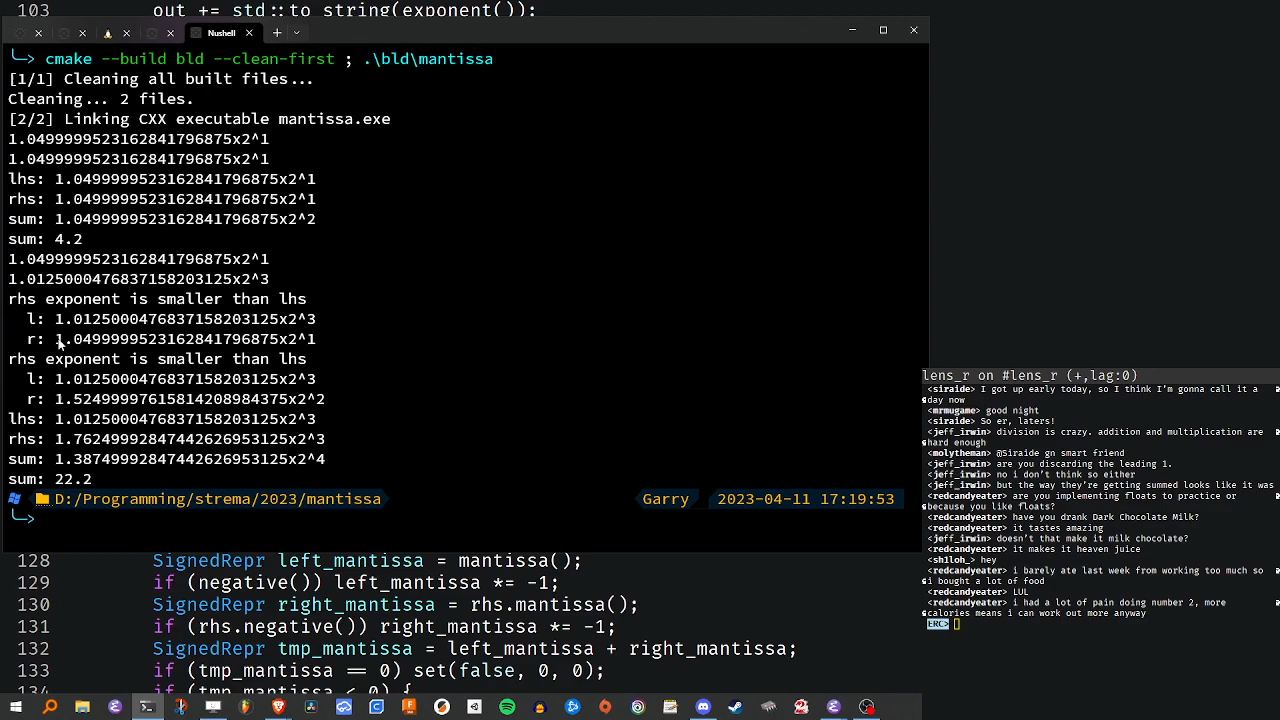 103 out += std::to_string(exponent());
Nushell
╰─> cmake --build bld --clean-first ; .\bld\mantissa
[1/1] Cleaning all built files...
Cleaning... 2 files.
[2/2] Linking CXX executable mantissa.exe
1.0499999523162841796875x2^1
1.0499999523162841796875x2^1
lhs: 1.0499999523162841796875x2^1
rhs: 1.0499999523162841796875x2^1
sum: 1.0499999523162841796875x2^2
sum: 4.2
1.0499999523162841796875x2^1
1.0125000476837158203125x2^3
rhs exponent is smaller than lhs
l: 1.0125000476837158203125x2^3
r: 1.0499999523162841796875x2^1
rhs exponent is smaller than lhs
l: 1.0125000476837158203125x2^3
r: 1.52499997615814208984375x2^2
lhs: 1.0125000476837158203125x2^3
rhs: 1.76249992847442626953125x2^3
sum: 1.38749992847442626953125x2^4
sum: 22.2
D:/Programming/strema/2023/mantissa Garry 2023-04-11 17:19:53
╰─>
128 SignedRepr left_mantissa = mantissa();
129 if (negative()) left_mantissa *= -1;
130 SignedRepr right_mantissa = rhs.mantissa();
131 if (rhs.negative()) right_mantissa *= -1;
132 SignedRepr tmp_mantissa = left_mantissa + right_mantissa;
133 if (tmp_mantissa == 0) set(false, 0, 0);
134 if (tmp_mantissa < 0) {
lens_r on #lens_r (+,lag:0)
<siraide> I got up early today, so I think I'm gonna call it a
day now
<mrmugame> good night
<siraide> So er, laters!
<jeff_irwin> division is crazy. addition and multiplication are
hard enough
<molytheman> @Siraide gn smart friend
<jeff_irwin> are you discarding the leading 1.
<jeff_irwin> no i don't think so either
<jeff_irwin> but the way they're getting summed looks like it was
<redcandyeater> are you implementing floats to practice or
because you like floats?
<redcandyeater> have you drank Dark Chocolate Milk?
<redcandyeater> it tastes amazing
<jeff_irwin> doesn't that make it milk chocolate?
<redcandyeater> it makes it heaven juice
<sh1loh_> hey
<redcandyeater> i barely ate last week from working too much so
i bought a lot of food
<redcandyeater> LUL
<redcandyeater> i had a lot of pain doing number 2, more
calories means i can work out more anyway
ERC>